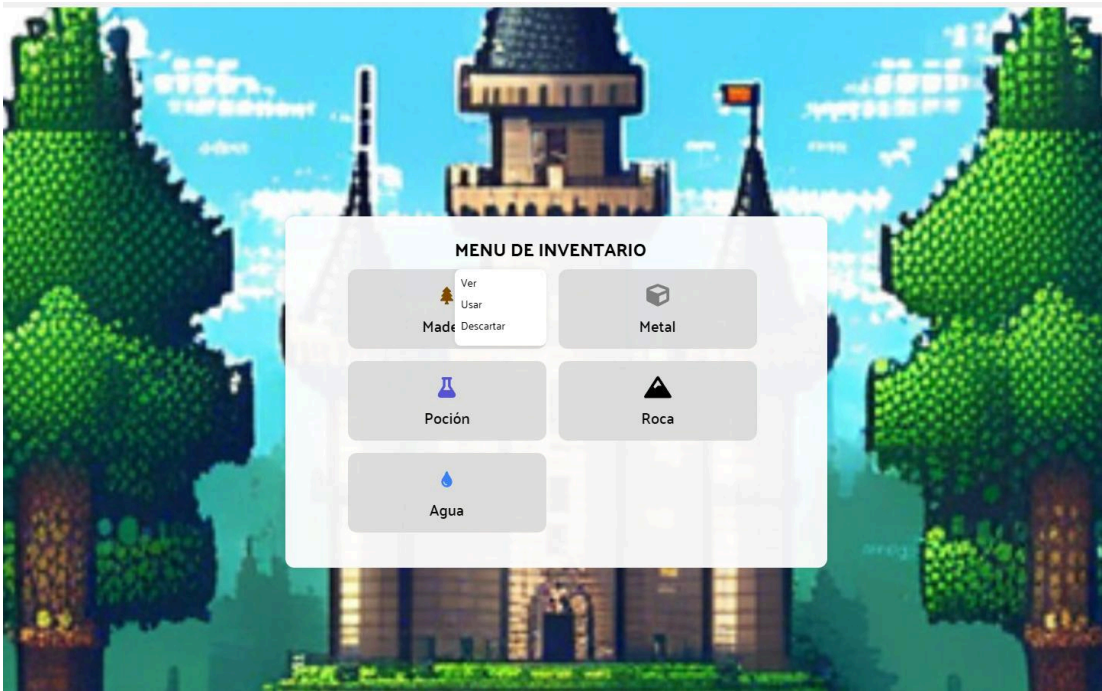 MENU DE INVENTARIO
Ver
Usar
Made
Descartar
Metal
Poción
Roca
Agua